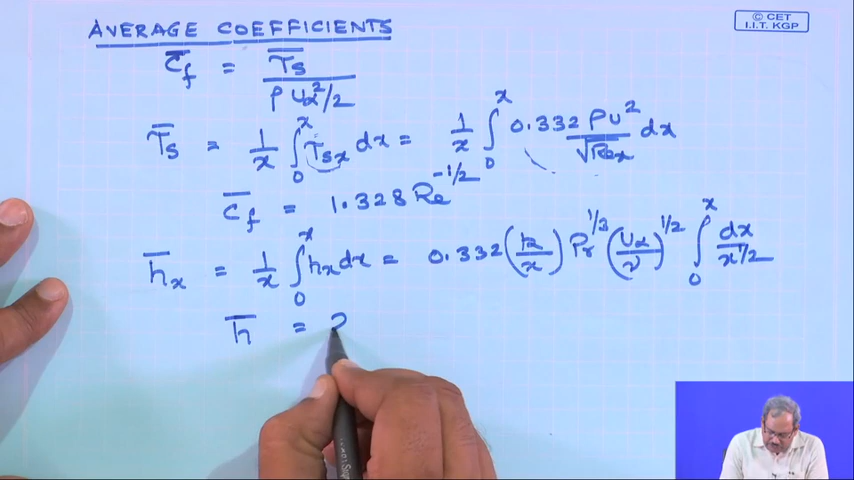 AVERAGE COEFFICIENTS
© CET
I.I.T. KGP
C̄f = τ̄s / (ρ U∝²/2)
τ̄s = 1/x ∫₀ˣ τsx dx = 1/x ∫₀ˣ 0.332 ρU² / √Rex dx
C̄f = 1.328 Re^-1/2
h̄x = 1/x ∫₀ˣ hx dx = 0.332 (k/x) Pr^1/3 (U∝/ν)^1/2 ∫₀ˣ dx / x^1/2
h̄ = 2